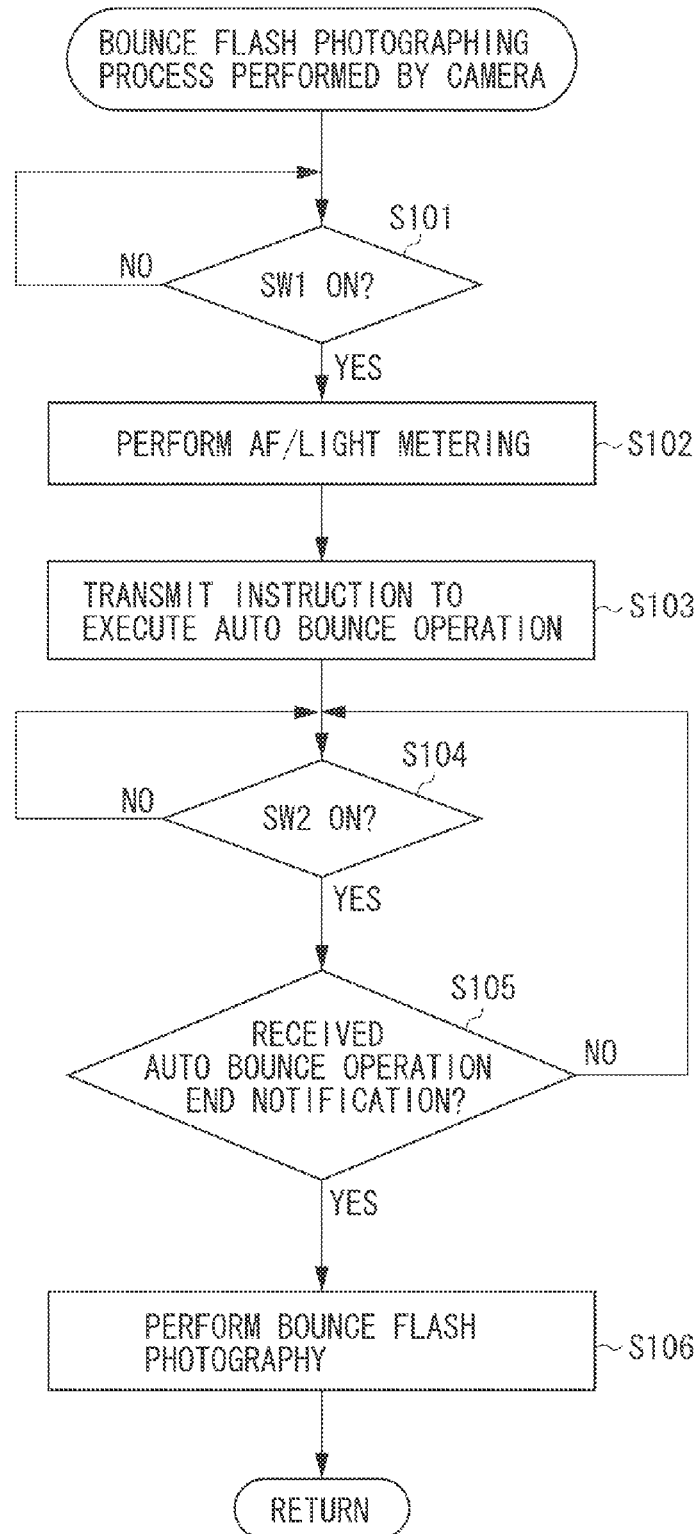 BOUNCE FLASH PHOTOGRAPHING
PROCESS PERFORMED BY CAMERA
S101
NO
SW1 ON?
YES
PERFORM AF/LIGHT METERING
S102
TRANSMIT INSTRUCTION TO
EXECUTE AUTO BOUNCE OPERATION
S103
S104
NO
SW2 ON?
YES
S105
RECEIVED
AUTO BOUNCE OPERATION
END NOTIFICATION?
NO
YES
PERFORM BOUNCE FLASH
PHOTOGRAPHY
S106
RETURN